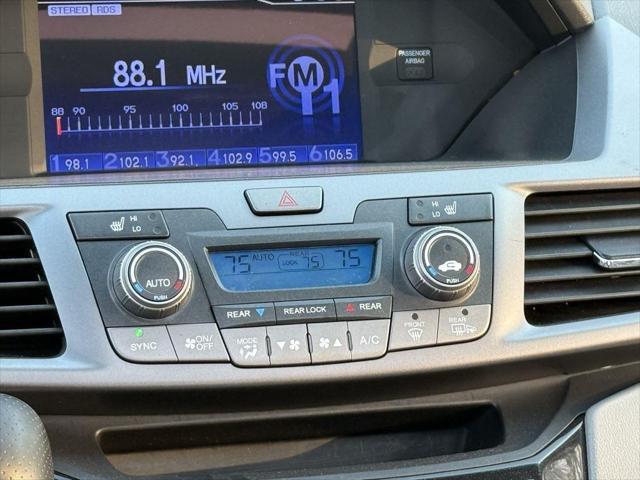 STEREO RDS
88.1 MHz
FM 1
88 90 95 100 105 108
1 98.1 2 102.1 3 92.1 4 102.9 5 99.5 6 106.5
PASSENGER
AIRBAG
HI
LO
HI
LO
AUTO
PUSH
75 AUTO REAR LOCK 75 75
PUSH
REAR ▼ REAR LOCK ▲ REAR
SYNC
ON/
OFF
MODE
▼ ▲
A/C
FRONT
REAR